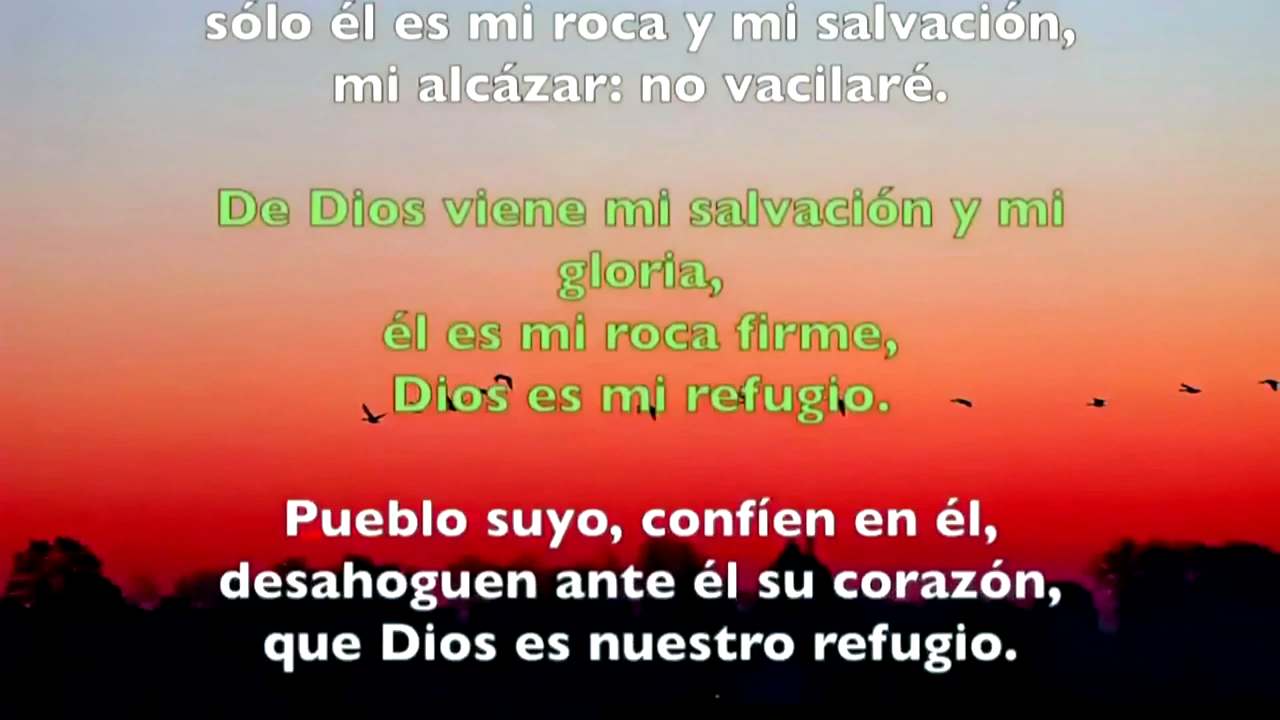 sólo él es mi roca y mi salvación,
mi alcázar: no vacilaré.
De Dios viene mi salvación y mi
gloria,
él es mi roca firme,
Dios es mi refugio.
Pueblo suyo, confíen en él,
desahoguen ante él su corazón,
que Dios es nuestro refugio.